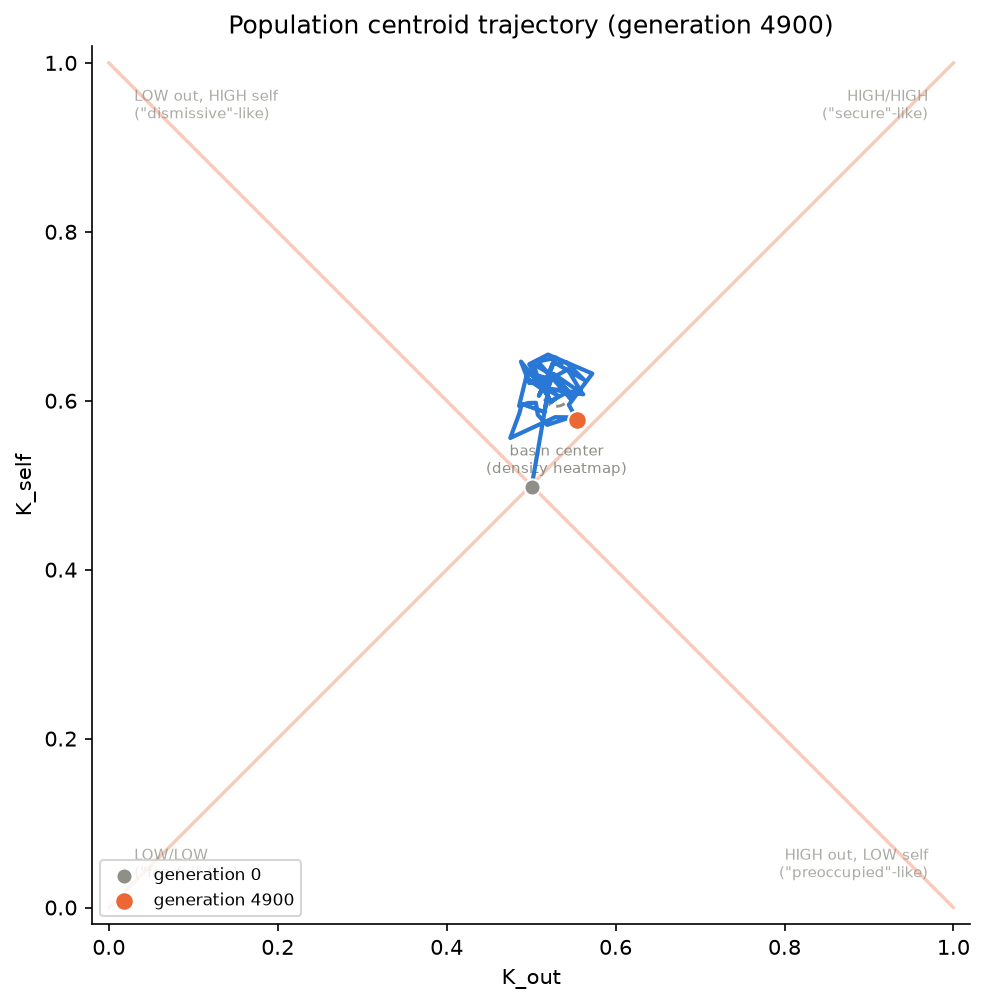 Population centroid trajectory (generation 4900)
1.0
0.8
0.6
0.4
0.2
0.0
K_self
LOW out, HIGH self
("dismissive"-like)
HIGH/HIGH
("secure"-like)
basin center
(density heatmap)
LOW/LOW
HIGH out, LOW self
("preoccupied"-like)
generation 0
generation 4900
0.0
0.2
0.4
0.6
0.8
1.0
K_out